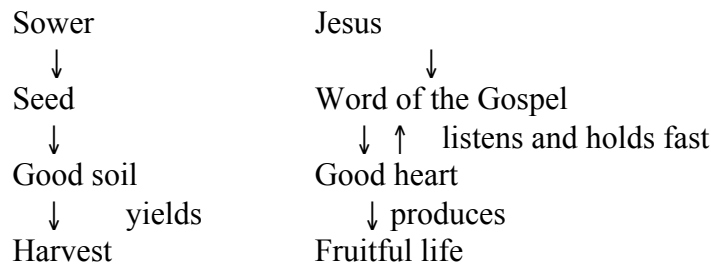 Sower Jesus
↓ ↓
Seed Word of the Gospel
↓ ↓ ↑ listens and holds fast
Good soil Good heart
↓ yields ↓ produces
Harvest Fruitful life